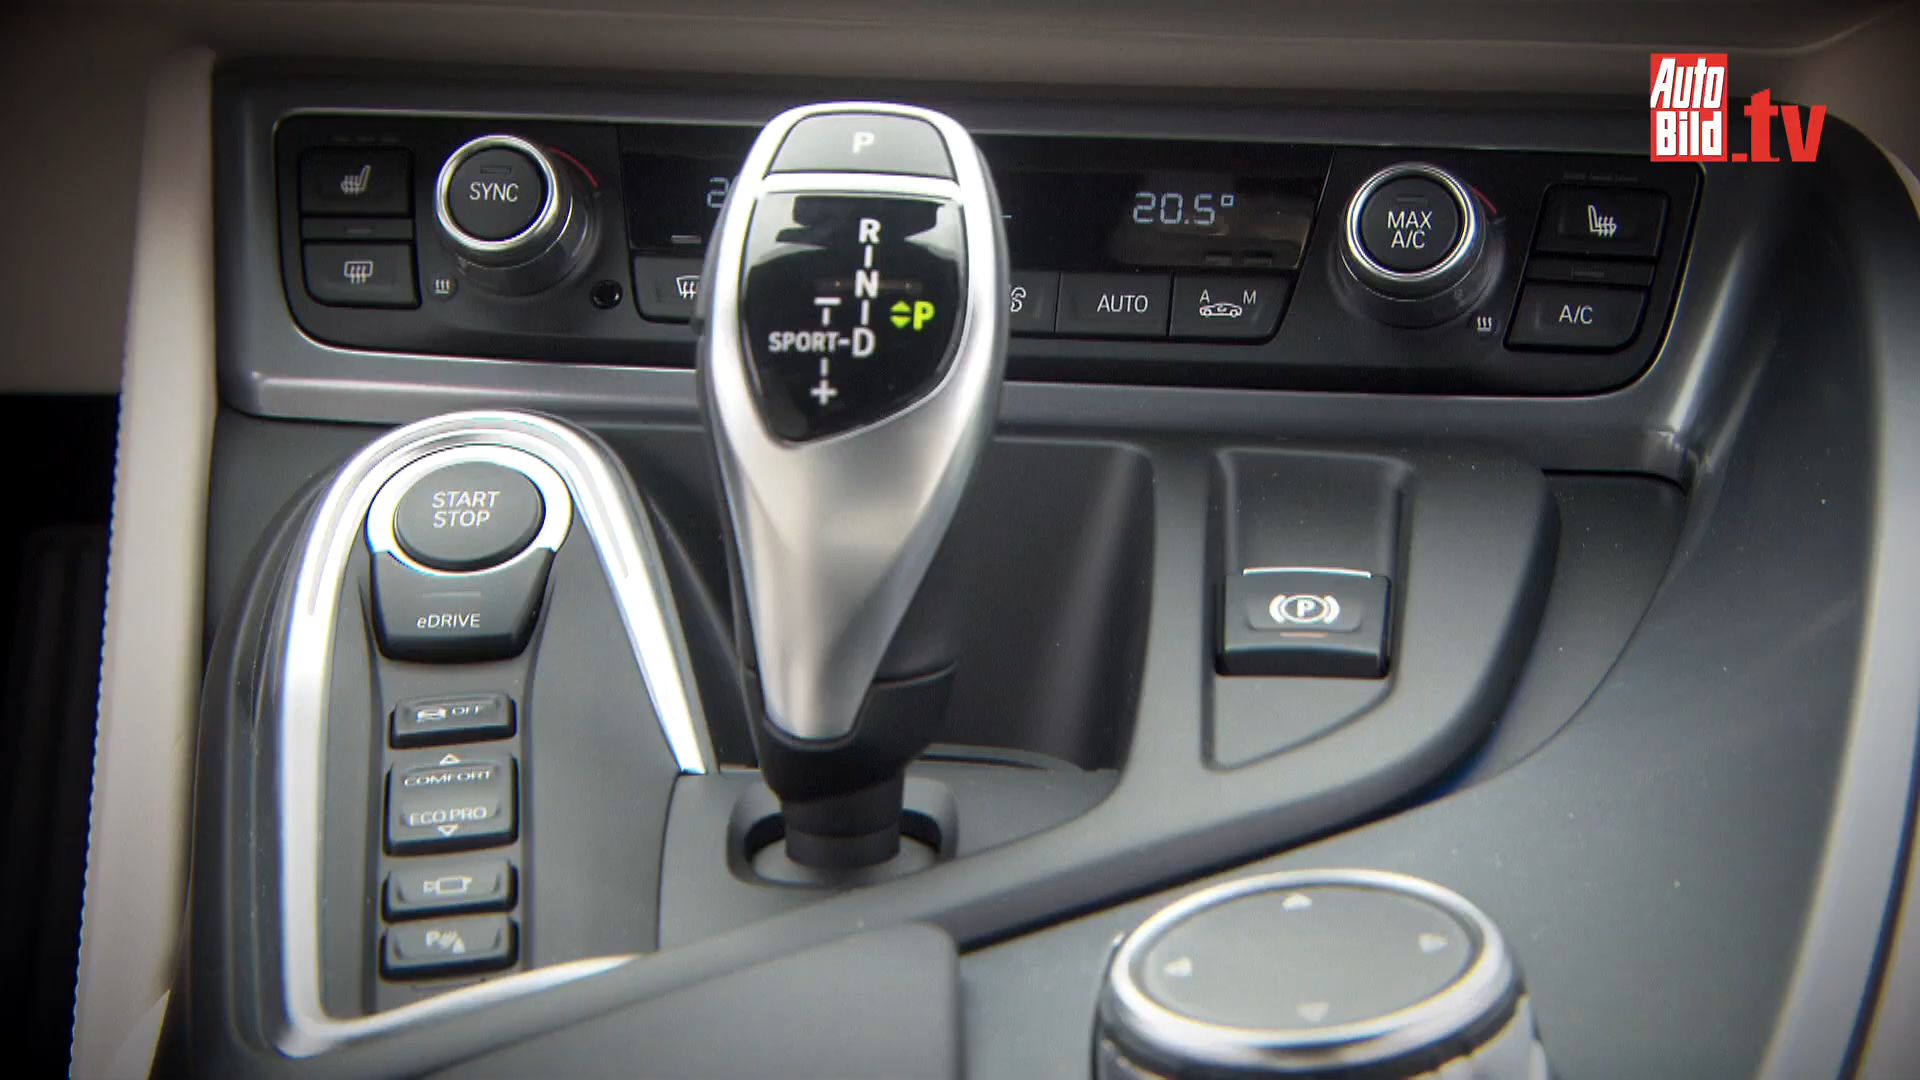 Auto
Bild
.tv
P
SYNC
20.5°
MAX
A/C
R
N
P
SPORT-D
AUTO
A M
A/C
START
STOP
eDRIVE
P
OFF
COMFORT
ECO PRO
P